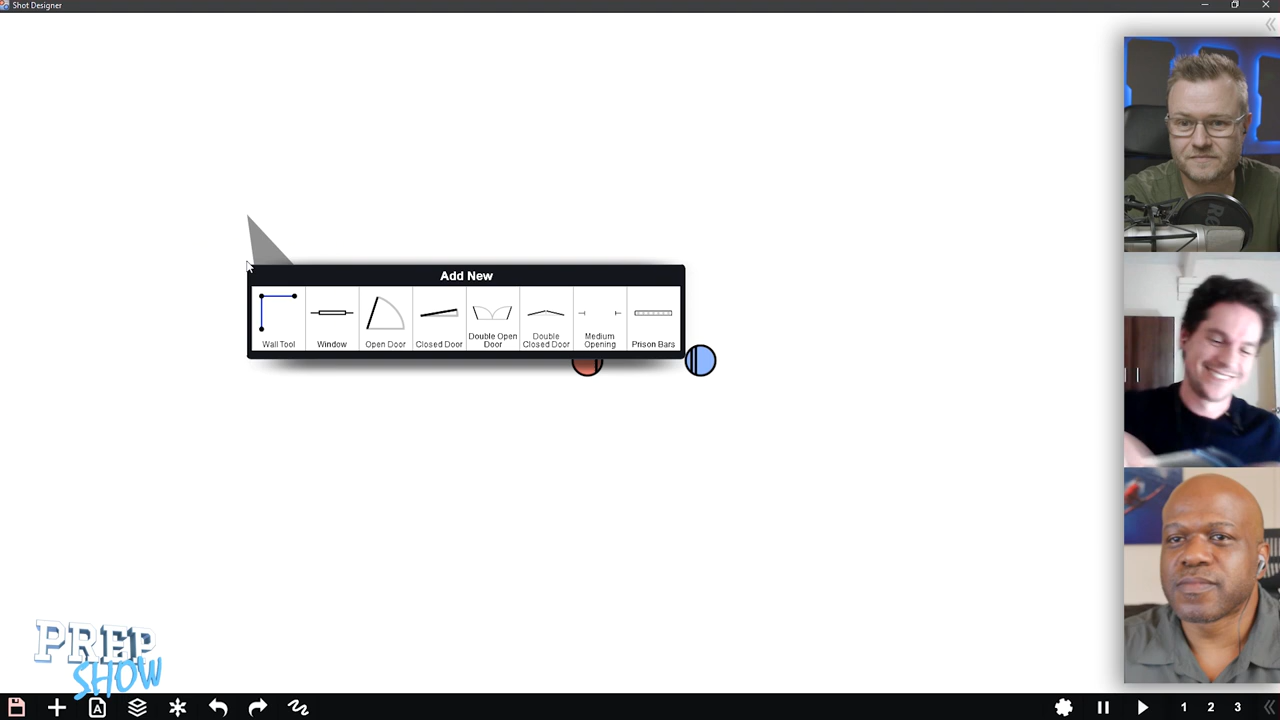 Shot Designer
Add New
Wall Tool
Window
Open Door
Closed Door
Double Open
Door
Double
Closed Door
Medium
Opening
Prison Bars
PREP
SHOW
A
1 2 3